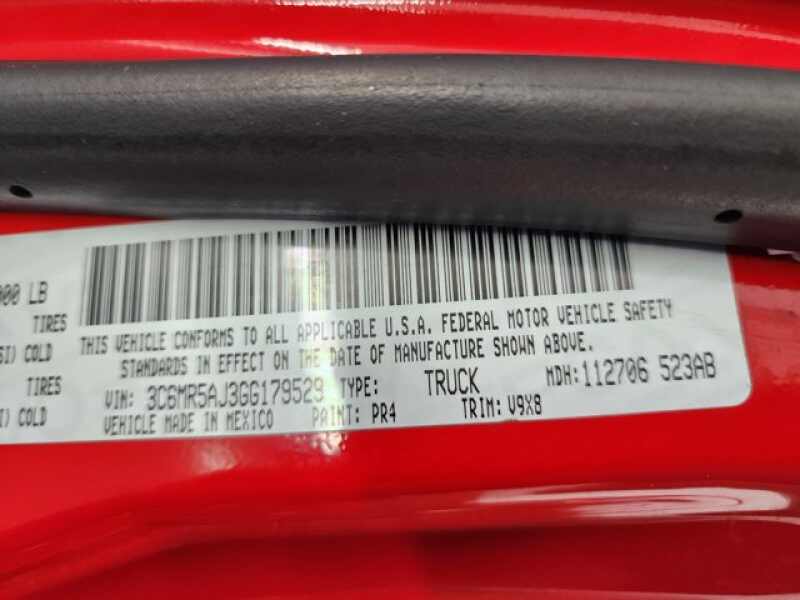 000 LB
TIRES
SI) COLD
TIRES
I) COLD
THIS VEHICLE CONFORMS TO ALL APPLICABLE U.S.A. FEDERAL MOTOR VEHICLE SAFETY
STANDARDS IN EFFECT ON THE DATE OF MANUFACTURE SHOWN ABOVE.
VIN: 3C6MR5AJ3GG179529 TYPE: TRUCK MDH:112706 523AB
VEHICLE MADE IN MEXICO PAINT: PR4 TRIM: V9X8